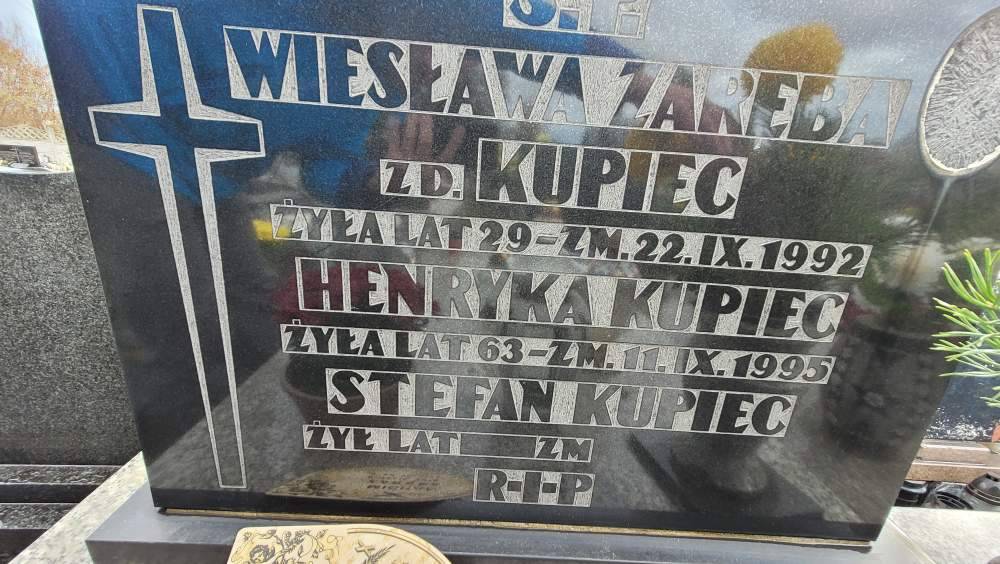 Ś.P.
WIESŁAWA ZARĘBA
ZD. KUPIEC
ŻYŁA LAT 29-ZM. 22. IX. 1992
HENRYKA KUPIEC
ŻYŁA LAT 63-ZM. 11. IX. 1995
STEFAN KUPIEC
ŻYŁ LAT ZM
R-I-P